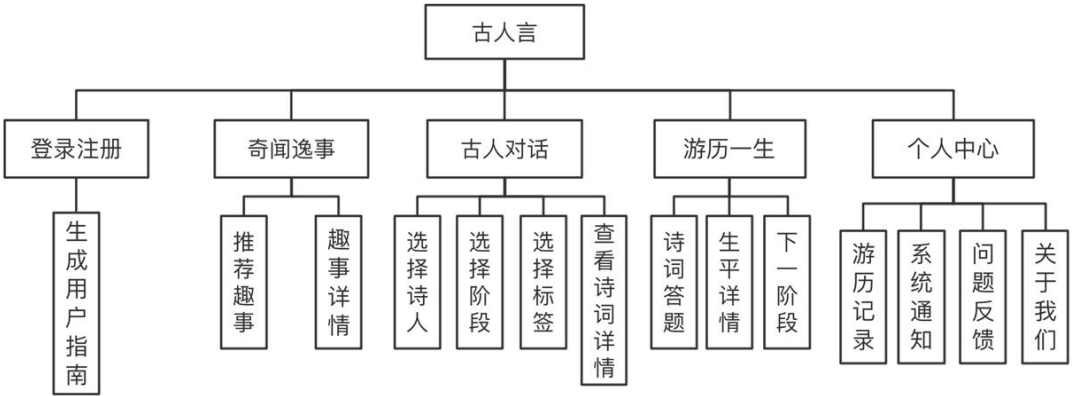 古人言
登录注册
奇闻逸事
古人对话
游历一生
个人中心
生成用户指南
推荐趣事
趣事详情
选择诗人
选择阶段
选择标签
查看诗词详情
诗词答题
生平详情
下一阶段
游历记录
系统通知
问题反馈
关于我们